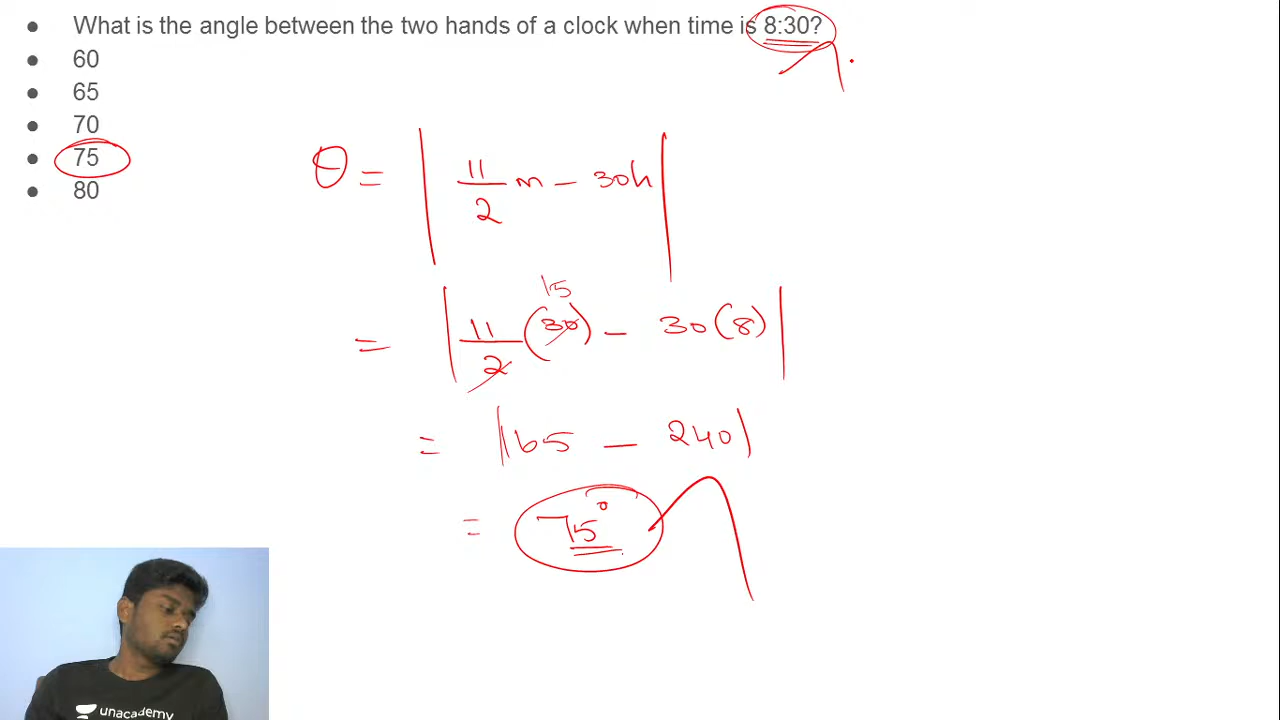 What is the angle between the two hands of a clock when time is 8:30?
60
65
70
75
80
θ = | 11/2 m - 30h |
15
= | 11/2 (30) - 30(8) |
= |165 - 240|
= 75°
unacademy